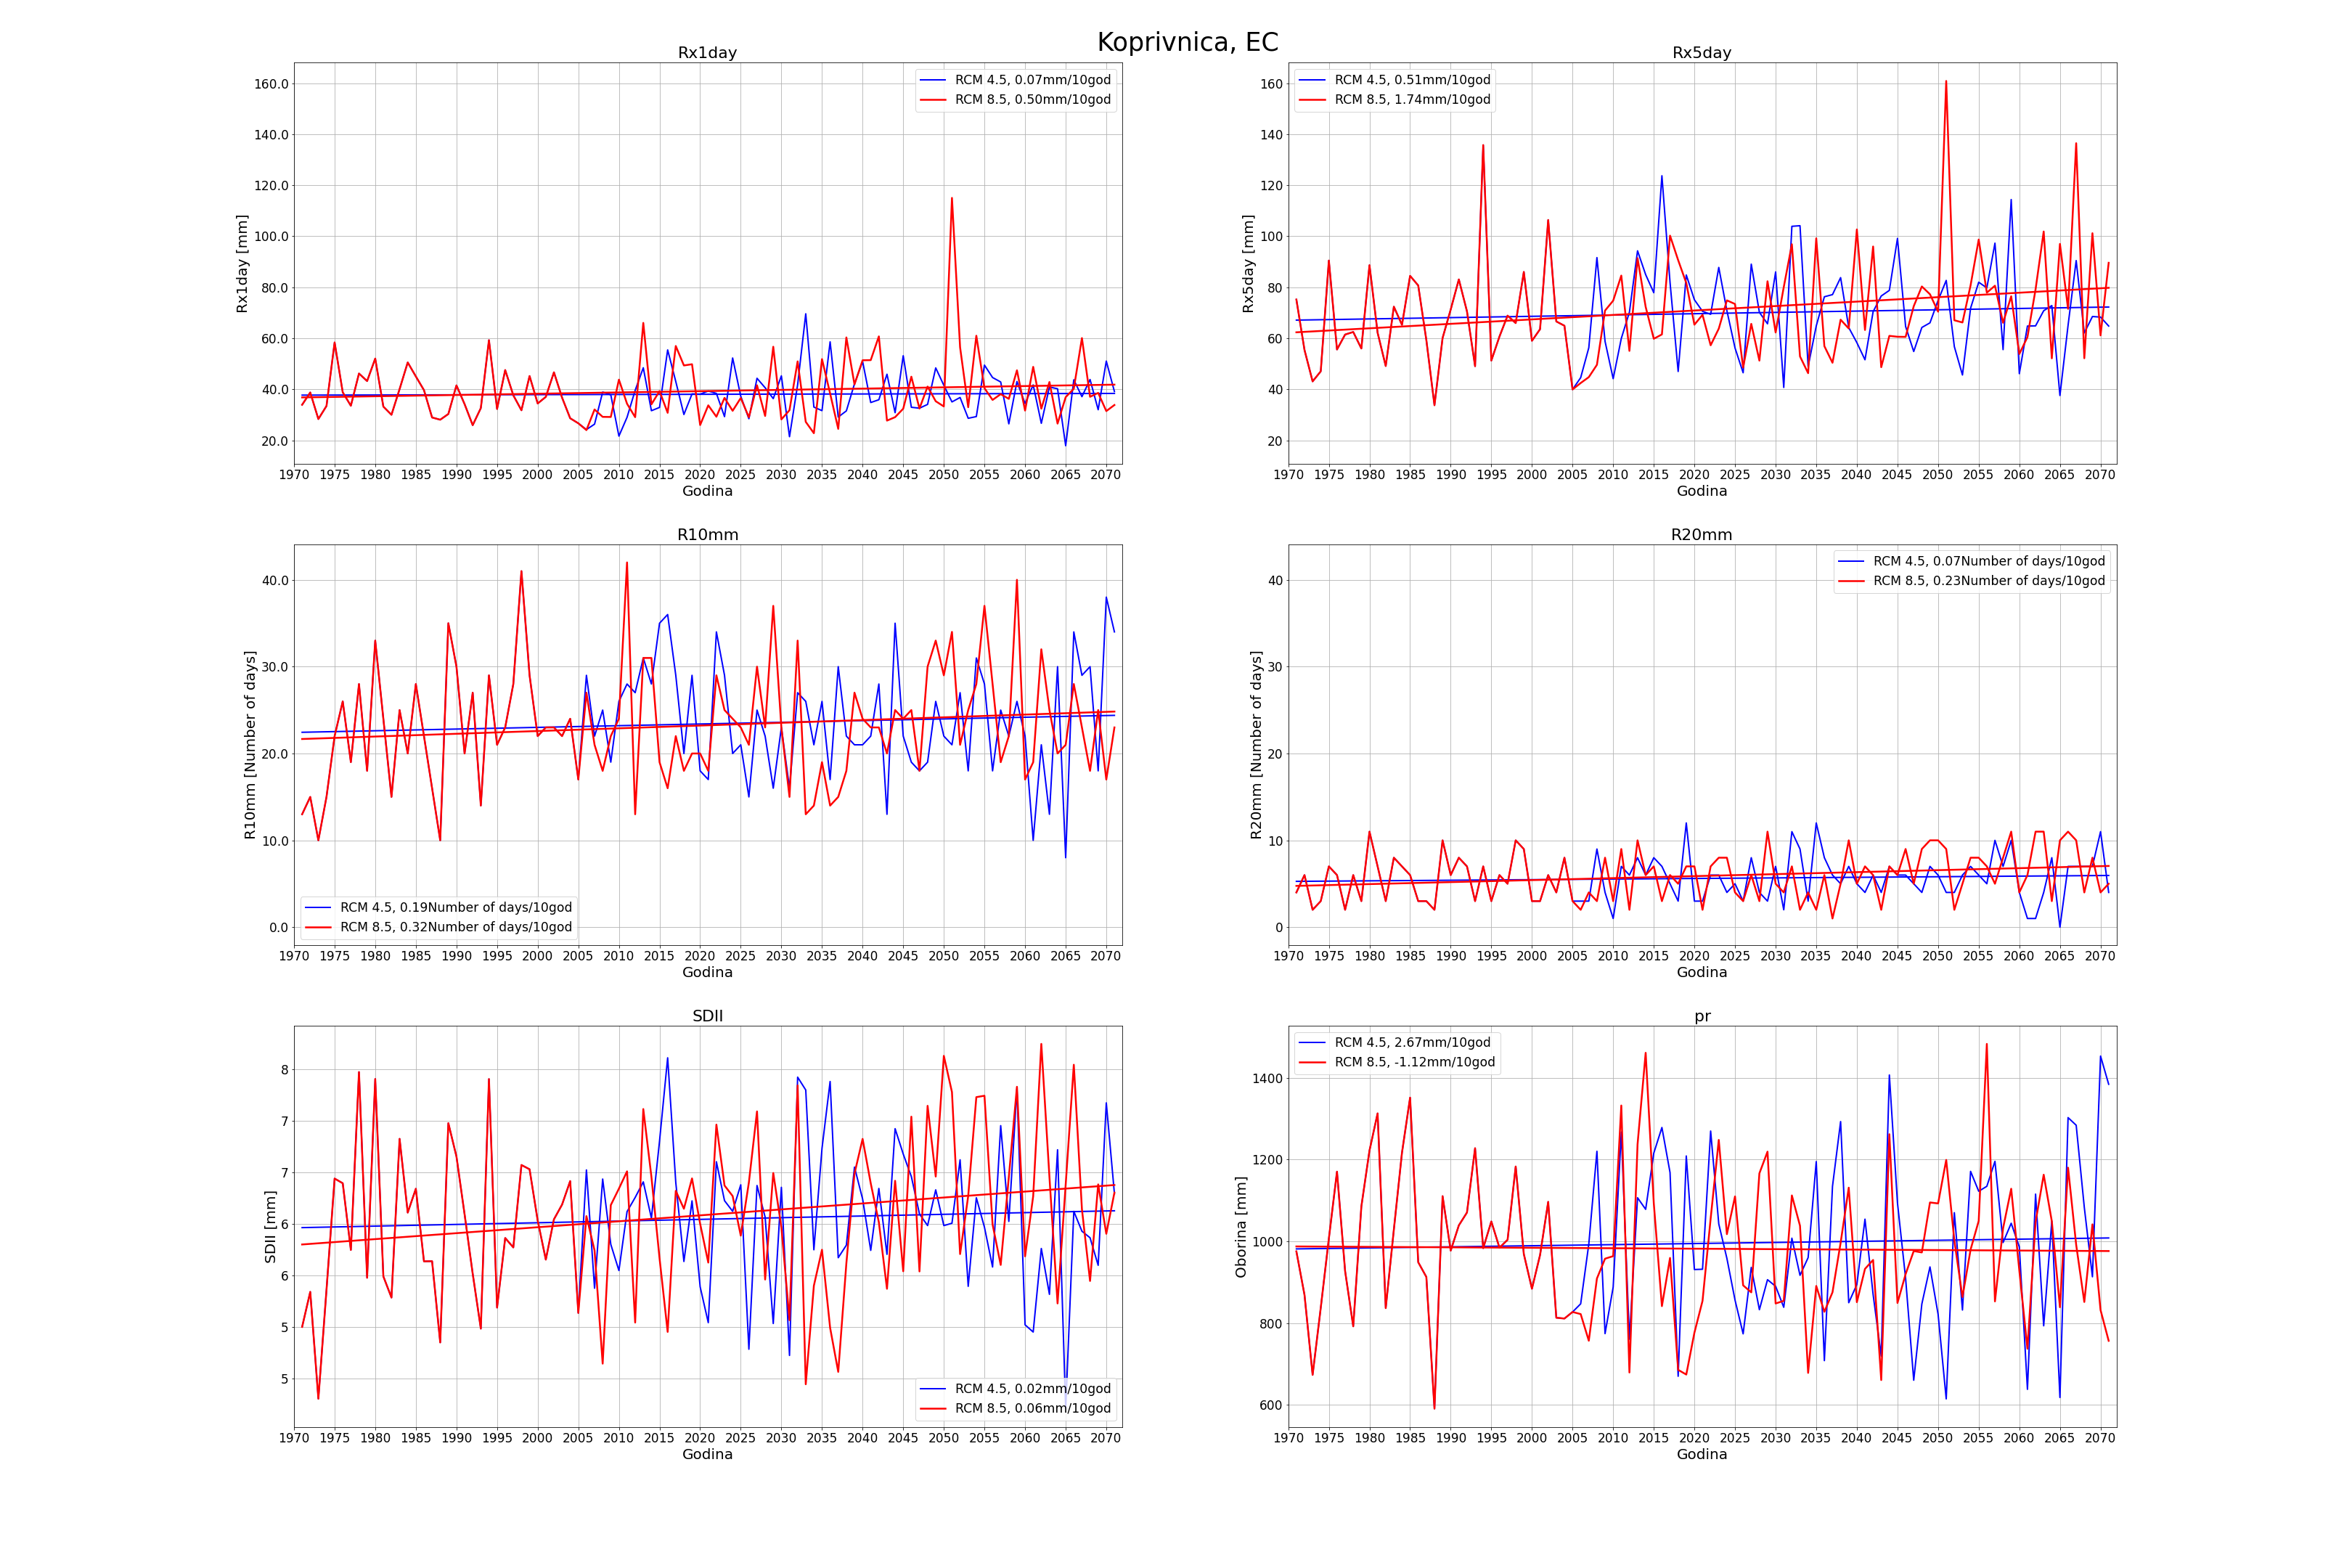 Koprivnica, EC
Rx1day
RCM 4.5, 0.07mm/10god
RCM 8.5, 0.50mm/10god
Rx1day [mm]
160.0
140.0
120.0
100.0
80.0
60.0
40.0
20.0
1970 1975 1980 1985 1990 1995 2000 2005 2010 2015 2020 2025 2030 2035 2040 2045 2050 2055 2060 2065 2070
Godina
Rx5day
RCM 4.5, 0.51mm/10god
RCM 8.5, 1.74mm/10god
Rx5day [mm]
160
140
120
100
80
60
40
20
1970 1975 1980 1985 1990 1995 2000 2005 2010 2015 2020 2025 2030 2035 2040 2045 2050 2055 2060 2065 2070
Godina
R10mm
R10mm [Number of days]
40.0
30.0
20.0
10.0
0.0
RCM 4.5, 0.19Number of days/10god
RCM 8.5, 0.32Number of days/10god
1970 1975 1980 1985 1990 1995 2000 2005 2010 2015 2020 2025 2030 2035 2040 2045 2050 2055 2060 2065 2070
Godina
R20mm
RCM 4.5, 0.07Number of days/10god
RCM 8.5, 0.23Number of days/10god
R20mm [Number of days]
40
30
20
10
0
1970 1975 1980 1985 1990 1995 2000 2005 2010 2015 2020 2025 2030 2035 2040 2045 2050 2055 2060 2065 2070
Godina
SDII
SDII [mm]
8
7
7
6
6
5
5
RCM 4.5, 0.02mm/10god
RCM 8.5, 0.06mm/10god
1970 1975 1980 1985 1990 1995 2000 2005 2010 2015 2020 2025 2030 2035 2040 2045 2050 2055 2060 2065 2070
Godina
pr
RCM 4.5, 2.67mm/10god
RCM 8.5, -1.12mm/10god
Oborina [mm]
1400
1200
1000
800
600
1970 1975 1980 1985 1990 1995 2000 2005 2010 2015 2020 2025 2030 2035 2040 2045 2050 2055 2060 2065 2070
Godina